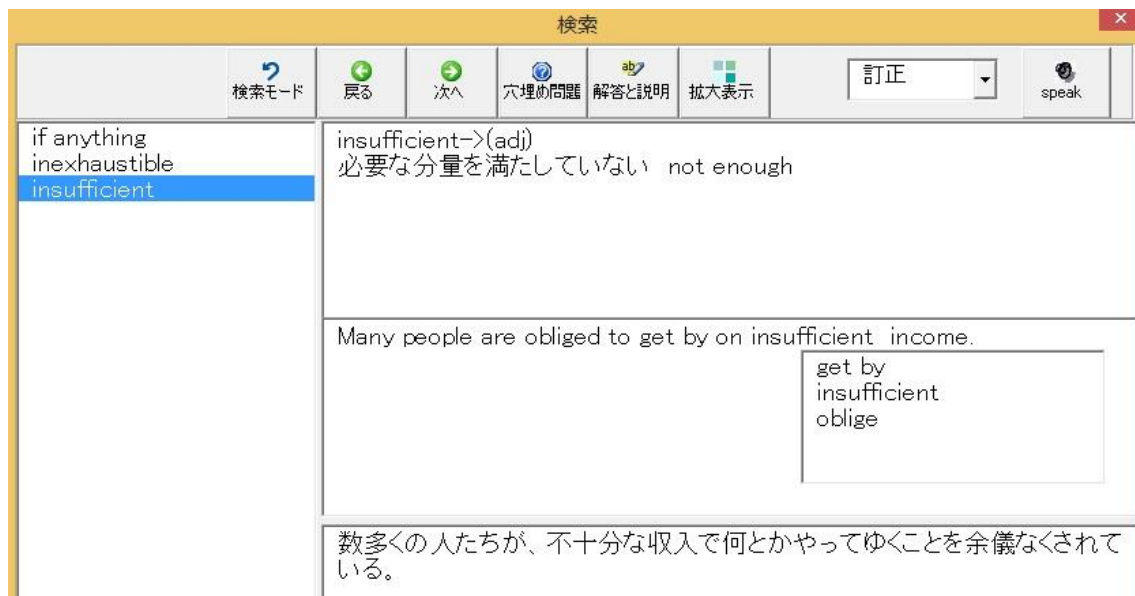 検索
検索モード
戻る
次へ
穴埋め問題
解答と説明
拡大表示
訂正
speak
if anything
inexhaustible
insufficient
insufficient->(adj)
必要な分量を満たしていない not enough
Many people are obliged to get by on insufficient income.
get by
insufficient
oblige
数多くの人たちが、不十分な収入で何とかやってゆくことを余儀なくされて
いる。